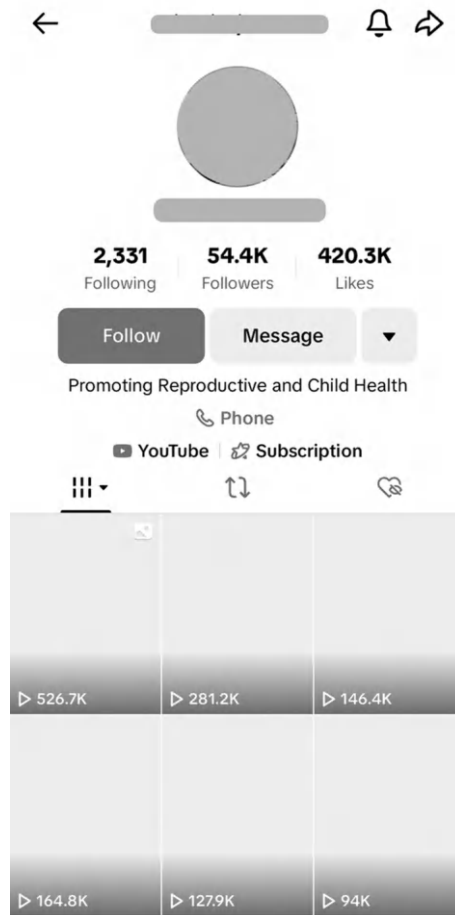 2,331 54.4K 420.3K
Following Followers Likes
Follow Message
Promoting Reproductive and Child Health
Phone
YouTube Subscription
526.7K 281.2K 146.4K
164.8K 127.9K 94K